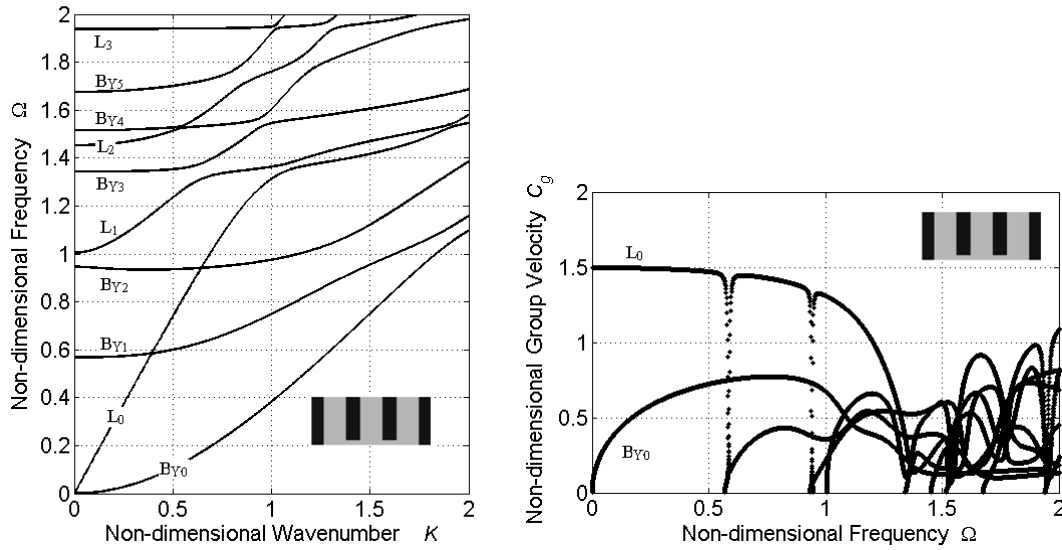 2
1.8
1.6
1.4
1.2
1
0.8
0.6
0.4
0.2
0
Non-dimensional Frequency Ω
L3
BY5
BY4
L2
BY3
L1
BY2
BY1
L0
BY0
0 0.5 1 1.5 2
Non-dimensional Wavenumber K
2
1.5
1
0.5
0
Non-dimensional Group Velocity Cg
L0
BY0
0 0.5 1 1.5 2
Non-dimensional Frequency Ω